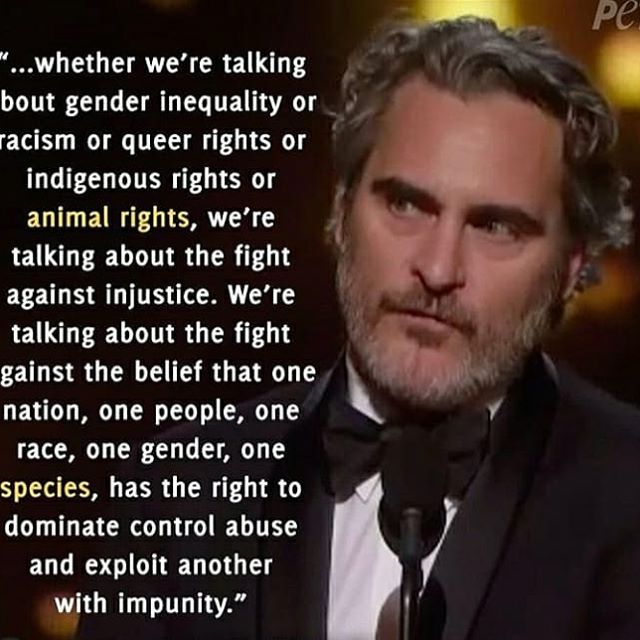 Pe
“...whether we’re talking
bout gender inequality or
racism or queer rights or
indigenous rights or
animal rights, we’re
talking about the fight
against injustice. We’re
talking about the fight
gainst the belief that one
nation, one people, one
race, one gender, one
species, has the right to
dominate control abuse
and exploit another
with impunity.”